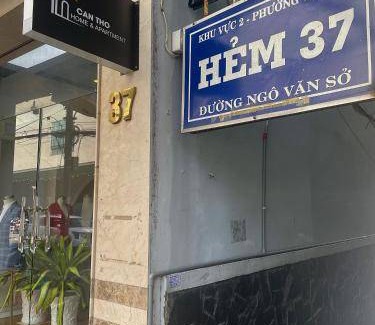 CAN THO
HOME & APARTMENT
37
KHU VỰC 2 - PHƯỜNG
HẺM 37
ĐƯỜNG NGÔ VĂN SỞ